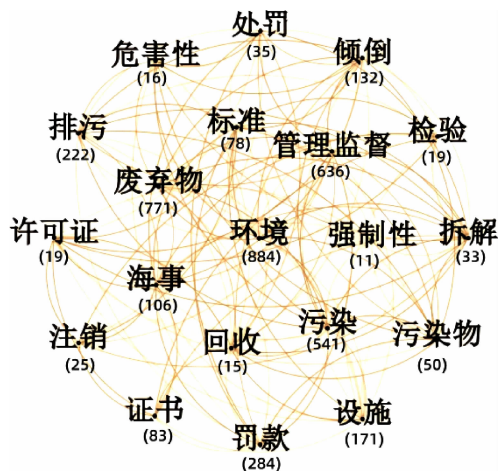 处罚
(35)
危害性
(16)
倾倒
(132)
排污
(222)
标准
(78)
管理监督
(636)
检验
(19)
废弃物
(771)
许可证
(19)
环境
(884)
强制性
(11)
拆解
(33)
海事
(106)
注销
(25)
回收
(15)
污染
(541)
污染物
(50)
证书
(83)
罚款
(284)
设施
(171)